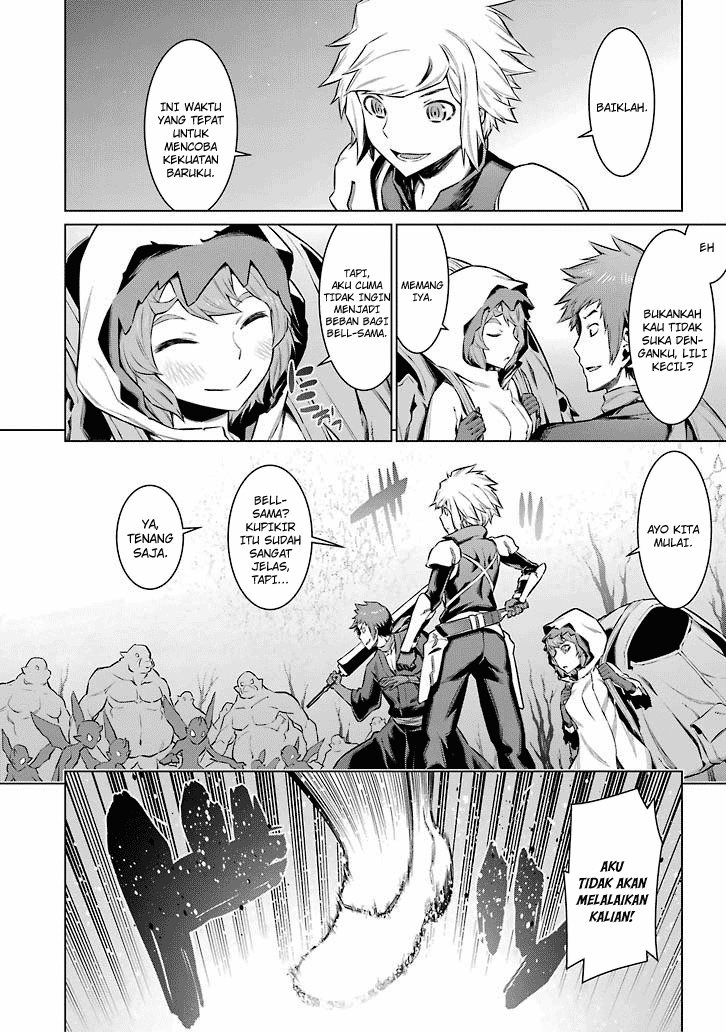 BAIKLAH.
INI WAKTU
YANG TEPAT
UNTUK
MENCOBA
KEKUATAN
BARUKU.
EH
BUKANKAH
KAU TIDAK
SUKA DEN-
GANKU, LILI
KECIL?
MEMANG
IYA.
TAPI,
AKU CUMA
TIDAK INGIN
MENJADI
BEBAN BAGI
BELL-SAMA.
AYO KITA
MULAI.
BELL-
SAMA?
KUPIKIR
ITU SUDAH
SANGAT
JELAS,
TAPI...
YA,
TENANG
SAJA.
AKU
TIDAK AKAN
MELALAIKAN
KALIAN!